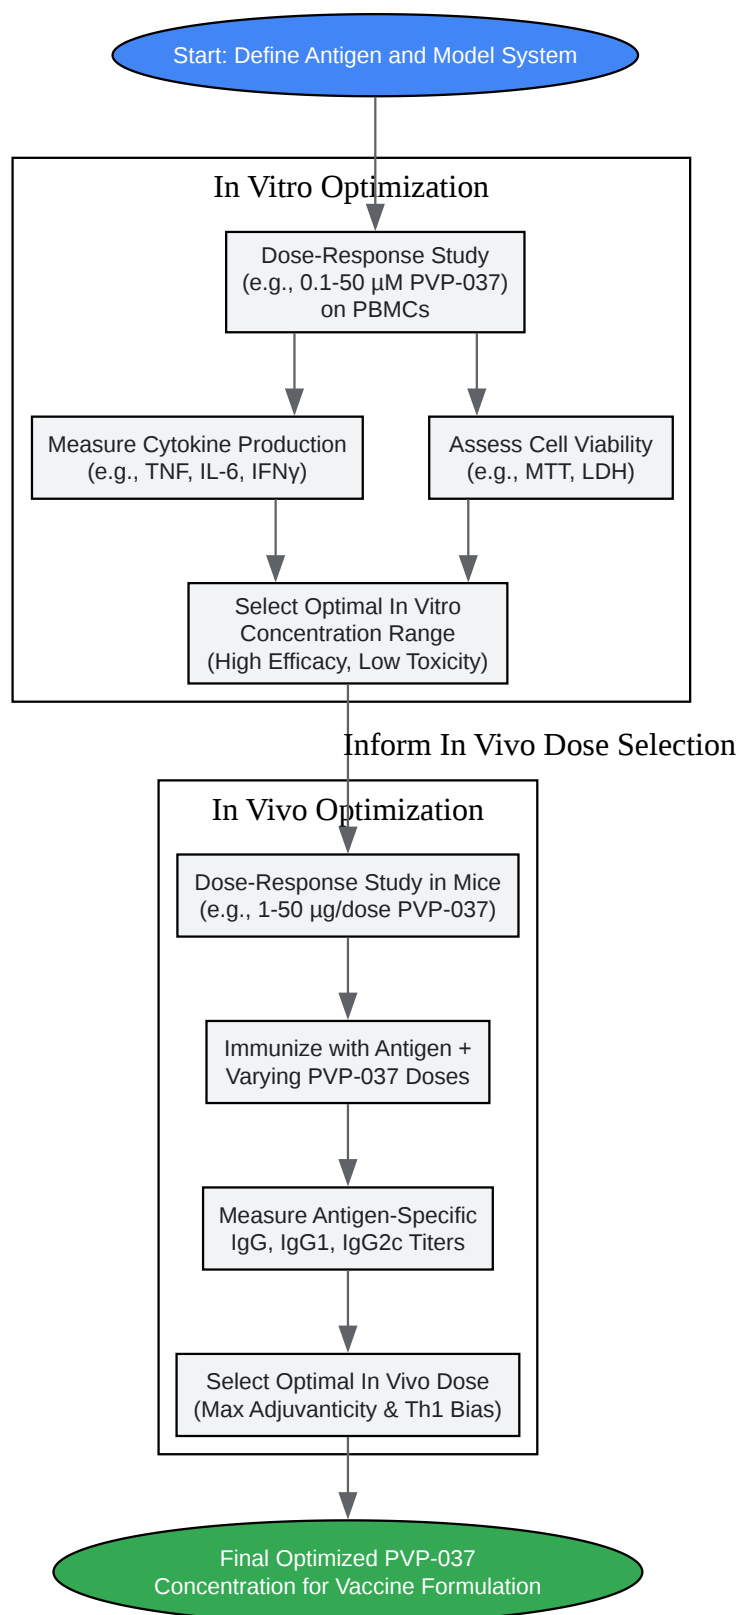 Start: Define Antigen and Model System
In Vitro Optimization
Dose-Response Study
(e.g., 0.1-50 µM PVP-037)
on PBMCs
Measure Cytokine Production
(e.g., TNF, IL-6, IFNγ)
Assess Cell Viability
(e.g., MTT, LDH)
Select Optimal In Vitro
Concentration Range
(High Efficacy, Low Toxicity)
Inform In Vivo Dose Selection
In Vivo Optimization
Dose-Response Study in Mice
(e.g., 1-50 µg/dose PVP-037)
Immunize with Antigen +
Varying PVP-037 Doses
Measure Antigen-Specific
IgG, IgG1, IgG2c Titers
Select Optimal In Vivo Dose
(Max Adjuvanticity & Th1 Bias)
Final Optimized PVP-037
Concentration for Vaccine Formulation